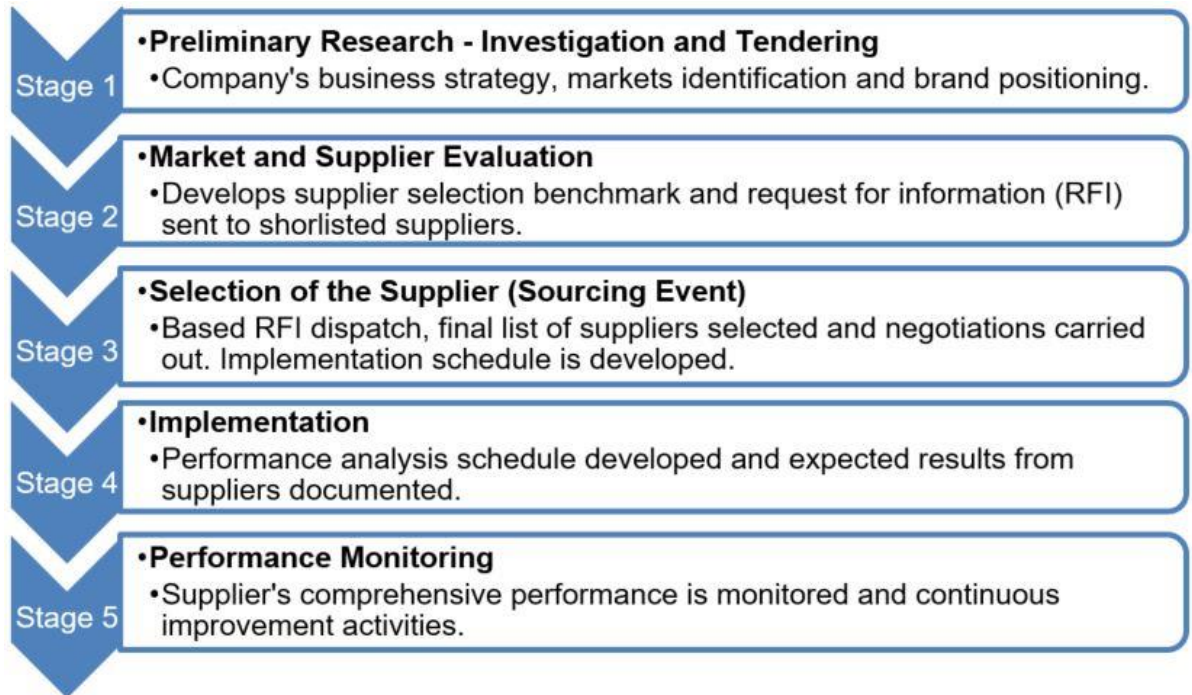 Stage 1
•Preliminary Research - Investigation and Tendering
•Company's business strategy, markets identification and brand positioning.
Stage 2
•Market and Supplier Evaluation
•Develops supplier selection benchmark and request for information (RFI)
sent to shorlisted suppliers.
Stage 3
•Selection of the Supplier (Sourcing Event)
•Based RFI dispatch, final list of suppliers selected and negotiations carried
out. Implementation schedule is developed.
Stage 4
•Implementation
•Performance analysis schedule developed and expected results from
suppliers documented.
Stage 5
•Performance Monitoring
•Supplier's comprehensive performance is monitored and continuous
improvement activities.